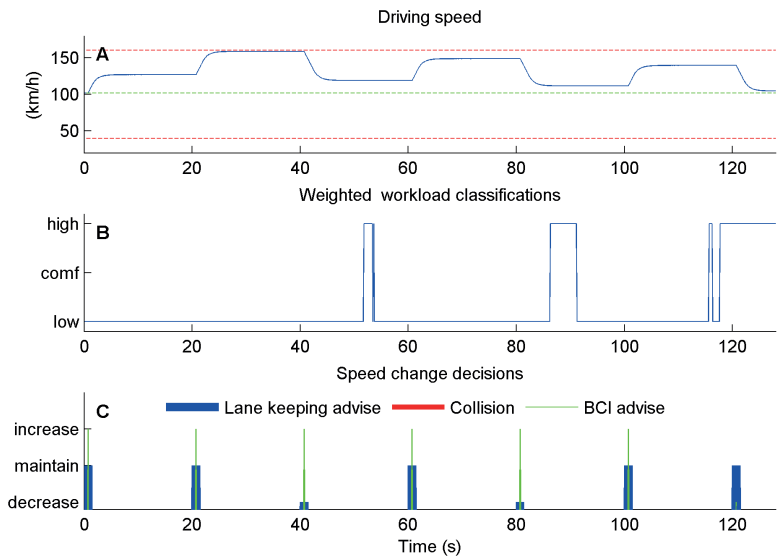 Driving speed
A
150
100
50
(km/h)
0 20 40 60 80 100 120
Weighted workload classifications
B
high
comf
low
0 20 40 60 80 100 120
Speed change decisions
C
Lane keeping advise Collision BCI advise
increase
maintain
decrease
0 20 40 60 80 100 120
Time (s)